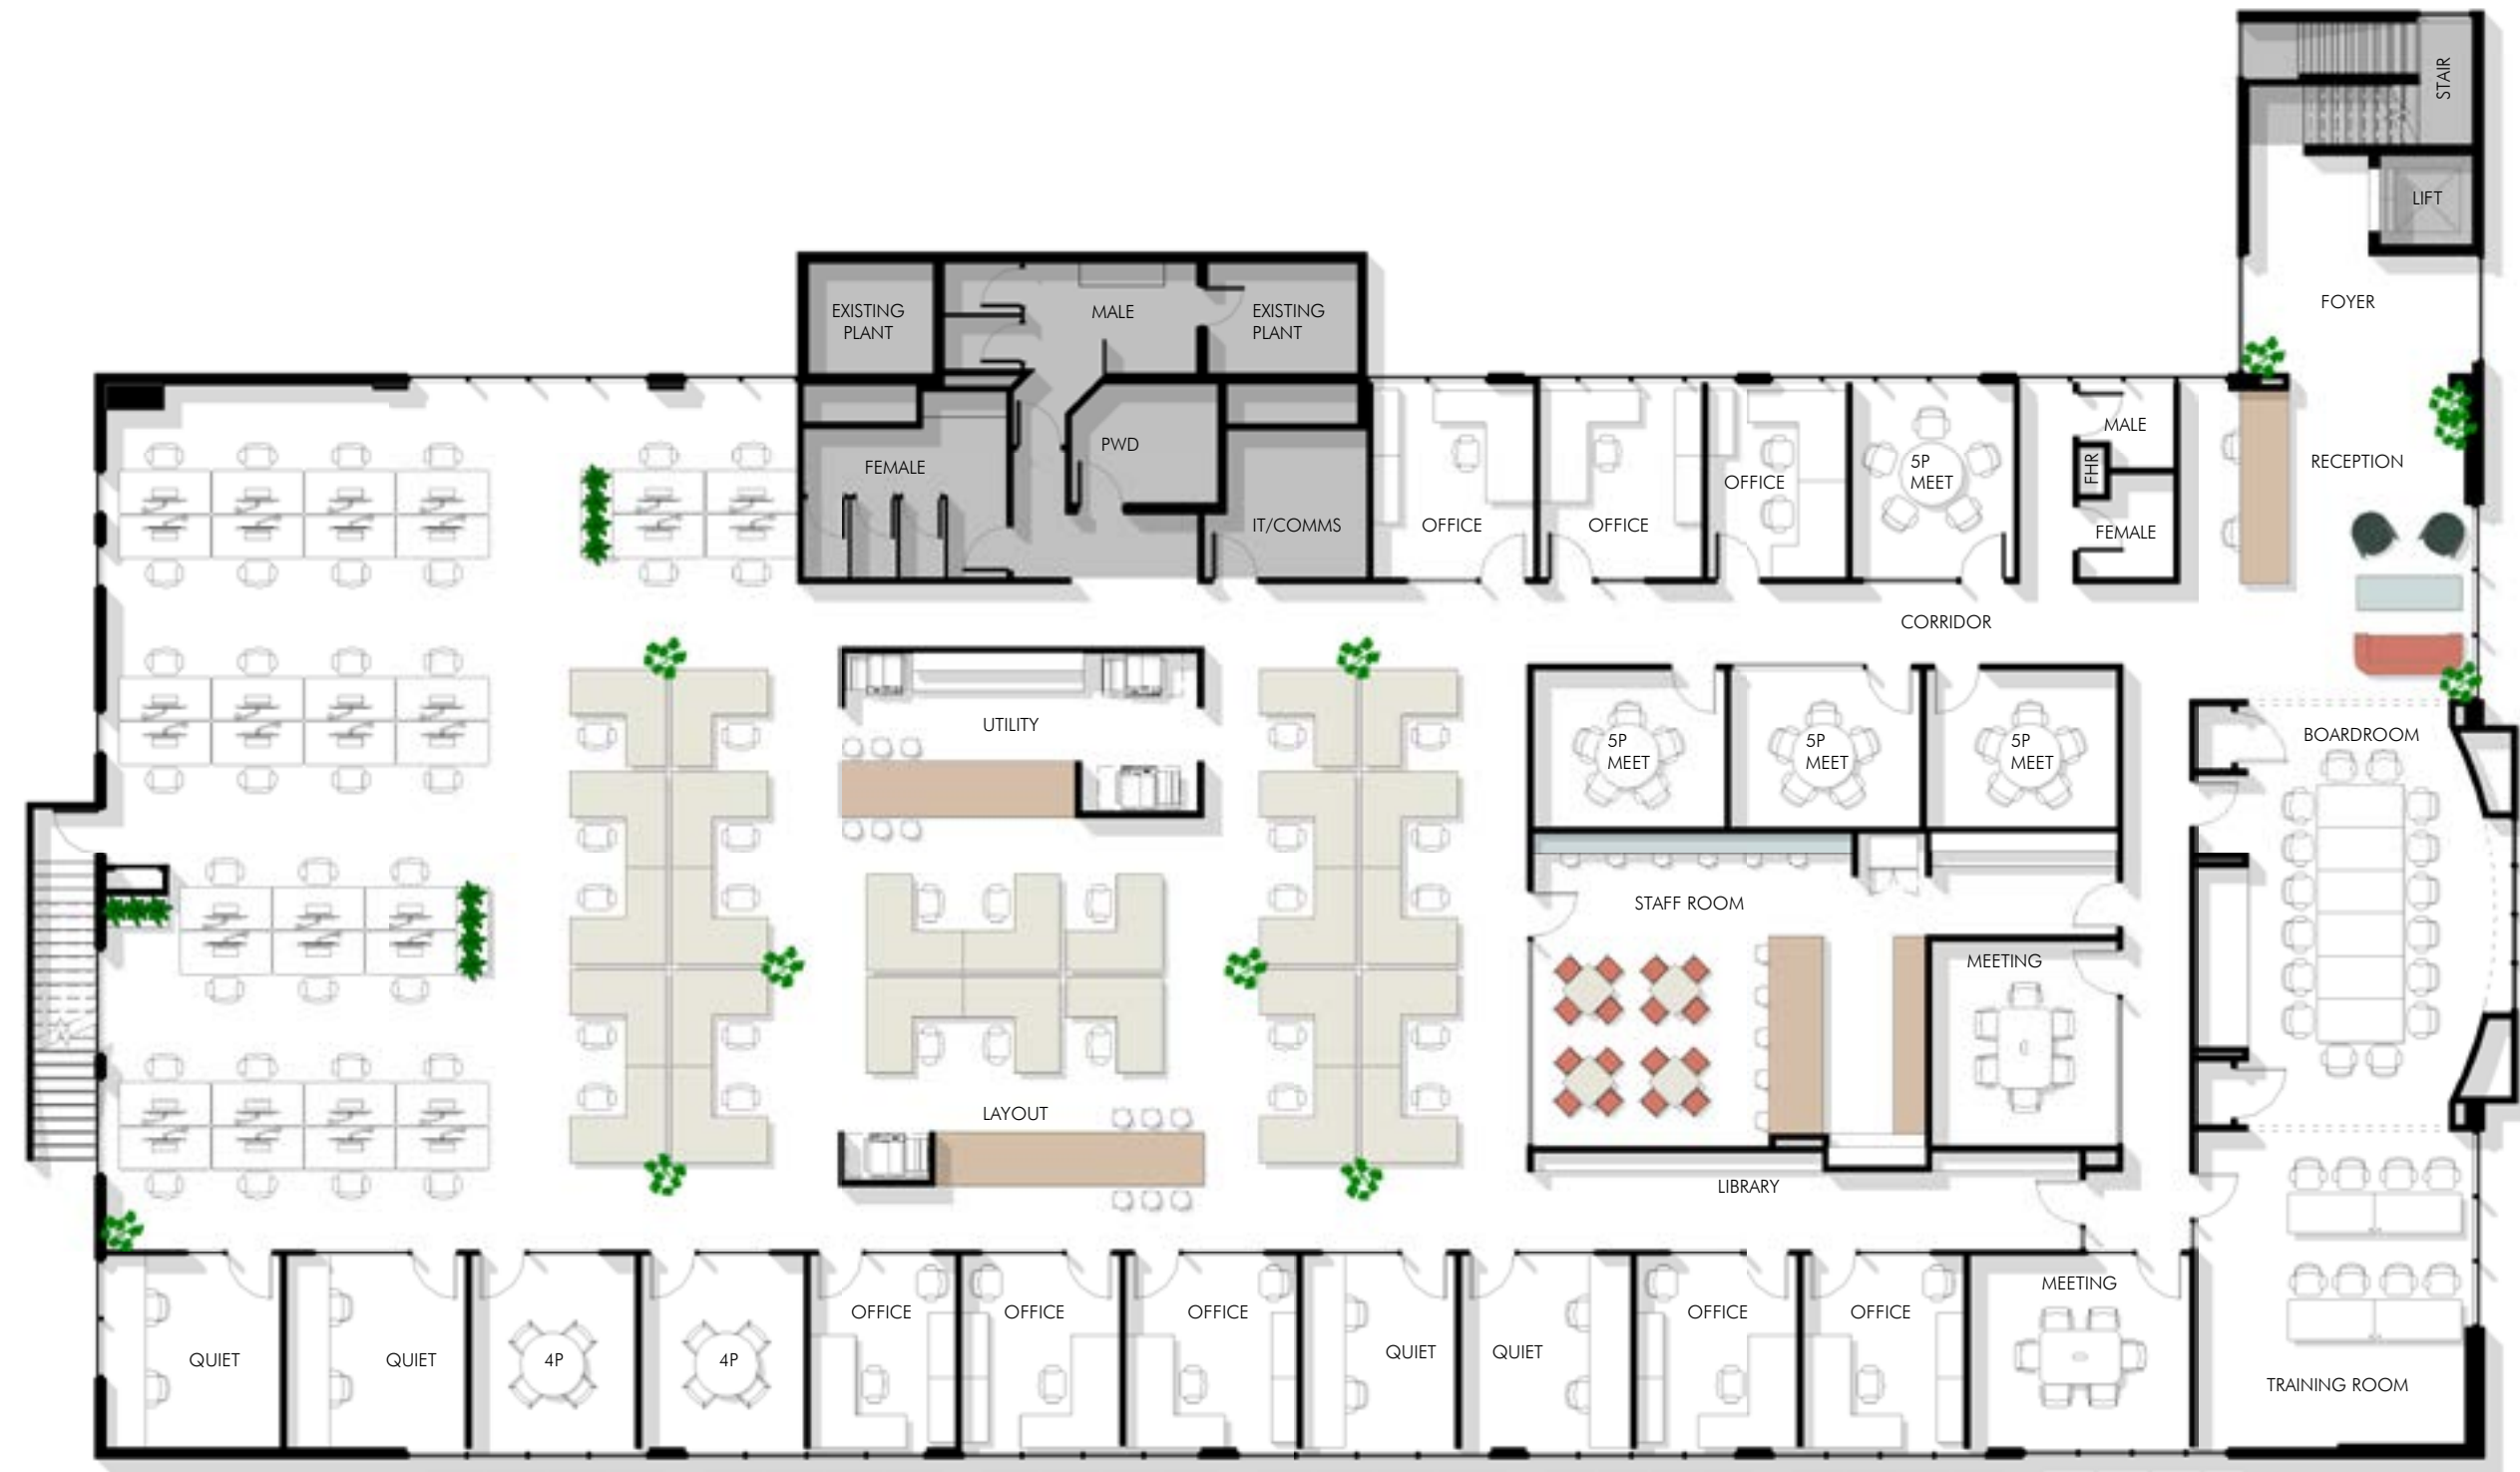 STAIR
LIFT
FOYER
EXISTING
PLANT
MALE
EXISTING
PLANT
FEMALE
PWD
IT/COMMS
OFFICE
OFFICE
OFFICE
5P
MEET
MALE
FHR
FEMALE
RECEPTION
CORRIDOR
UTILITY
5P
MEET
5P
MEET
5P
MEET
BOARDROOM
STAFF ROOM
MEETING
LAYOUT
LIBRARY
QUIET
QUIET
4P
4P
OFFICE
OFFICE
OFFICE
QUIET
QUIET
OFFICE
OFFICE
MEETING
TRAINING ROOM